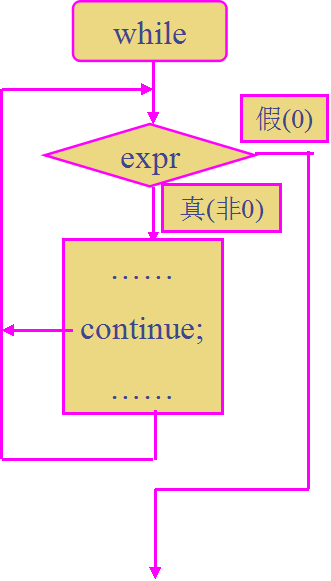 while
假(0)
expr
真(非0)
……
continue;
……